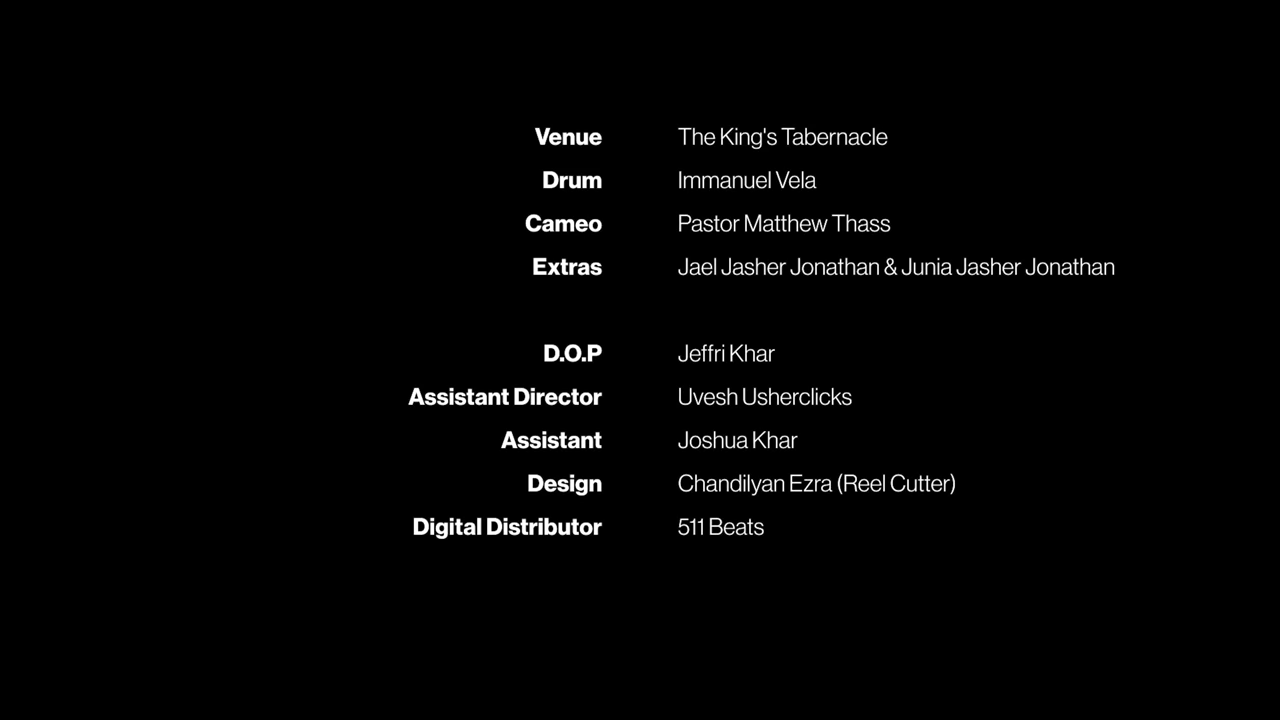 Venue The King's Tabernacle
Drum Immanuel Vela
Cameo Pastor Matthew Thass
Extras Jael Jasher Jonathan & Junia Jasher Jonathan
D.O.P Jeffri Khar
Assistant Director Uvesh Usherclicks
Assistant Joshua Khar
Design Chandilyan Ezra (Reel Cutter)
Digital Distributor 511 Beats